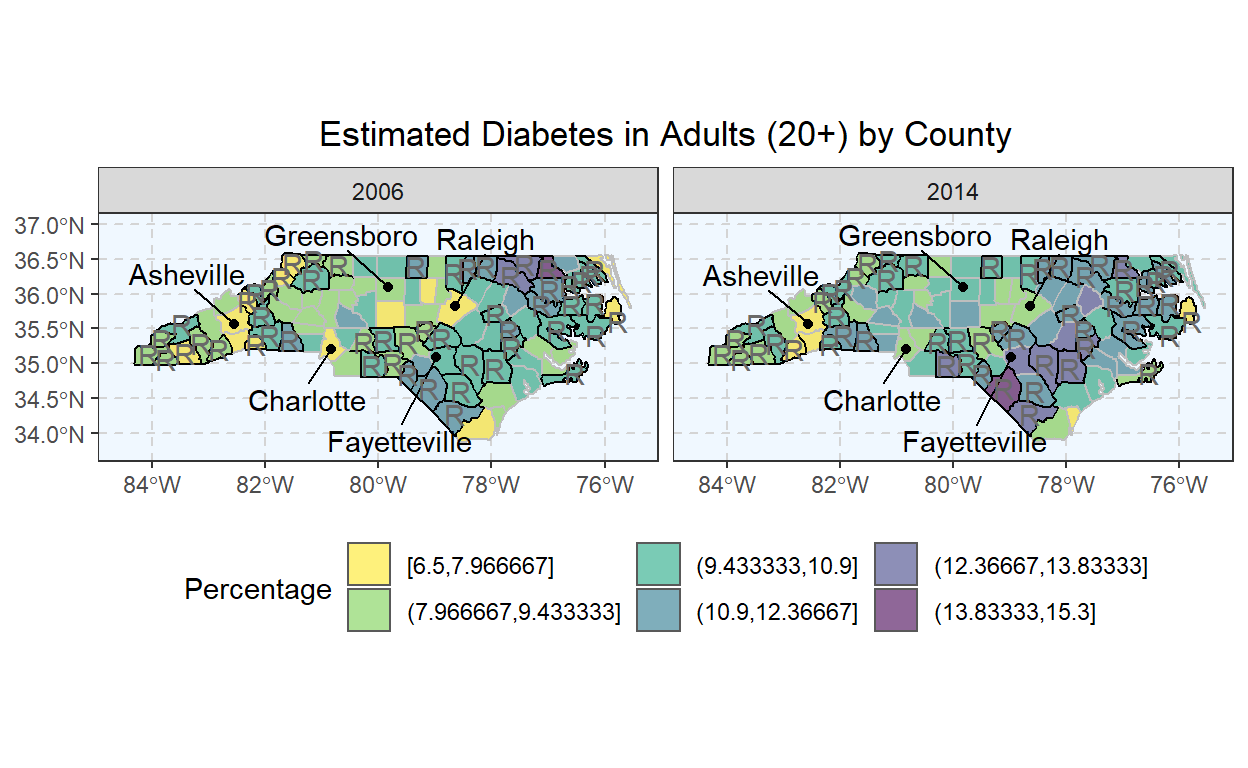 Estimated Diabetes in Adults (20+) by County
2006
2014
37.0°N
36.5°N
36.0°N
35.5°N
35.0°N
34.5°N
34.0°N
Greensboro
Raleigh
Asheville
Charlotte
Fayetteville
R
Greensboro
Raleigh
Asheville
Charlotte
Fayetteville
R
84°W 82°W 80°W 78°W 76°W
84°W 82°W 80°W 78°W 76°W
Percentage
[6.5,7.966667]
(9.433333,10.9]
(12.36667,13.83333]
(7.966667,9.433333]
(10.9,12.36667]
(13.83333,15.3]